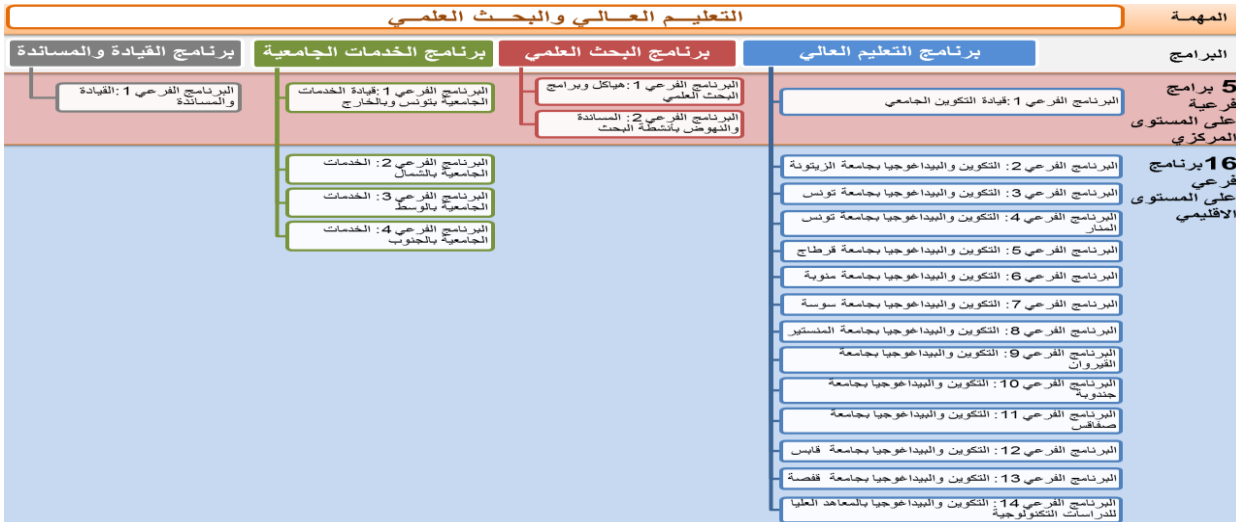 المهمـة
التعليـــم العـــالـي والبحـــث العلمـــي
البرامج
برنامج التعليم العالي
برنامج البحث العلمي
برنامج الخدمات الجامعية
برنامج القيادة والمساندة
5 برامج
فرعية
على المستوى
المركزي
البرنامج الفرعي 1 :قيادة التكوين الجامعي
البرنامج الفرعي 1 :هياكل وبرامج
البحث العلمي
البرنامج الفرعي 2: المساندة
والنهوض بأنشطة البحث
البرنامج الفرعي 1 :قيادة الخدمات
الجامعية بتونس وبالخارج
البرنامج الفرعي 1 :القيادة
والمساندة
16برنامج
فرعي
على المستوى
الاقليمي
البرنامج الفرعي 2: التكوين والبيداغوجيا بجامعة الزيتونة
البرنامج الفرعي 3: التكوين والبيداغوجيا بجامعة تونس
البرنامج الفرعي 4: التكوين والبيداغوجيا بجامعة تونس
المنار
البرنامج الفرعي 5: التكوين والبيداغوجيا بجامعة قرطاج
البرنامج الفرعي 6: التكوين والبيداغوجيا بجامعة منوبة
البرنامج الفرعي 7: التكوين والبيداغوجيا بجامعة سوسة
البرنامج الفرعي 8: التكوين والبيداغوجيا بجامعة المنستير
البرنامج الفرعي 9: التكوين والبيداغوجيا بجامعة
القيروان
البرنامج الفرعي 10: التكوين والبيداغوجيا بجامعة
جندوبة
البرنامج الفرعي 11: التكوين والبيداغوجيا بجامعة
صفاقس
البرنامج الفرعي 12: التكوين والبيداغوجيا بجامعة قابس
البرنامج الفرعي 13: التكوين والبيداغوجيا بجامعة قفصة
البرنامج الفرعي 14: التكوين والبيداغوجيا بالمعاهد العليا
للدراسات التكنولوجية
البرنامج الفرعي 2: الخدمات
الجامعية بالشمال
البرنامج الفرعي 3: الخدمات
الجامعية بالوسط
البرنامج الفرعي 4: الخدمات
الجامعية بالجنوب